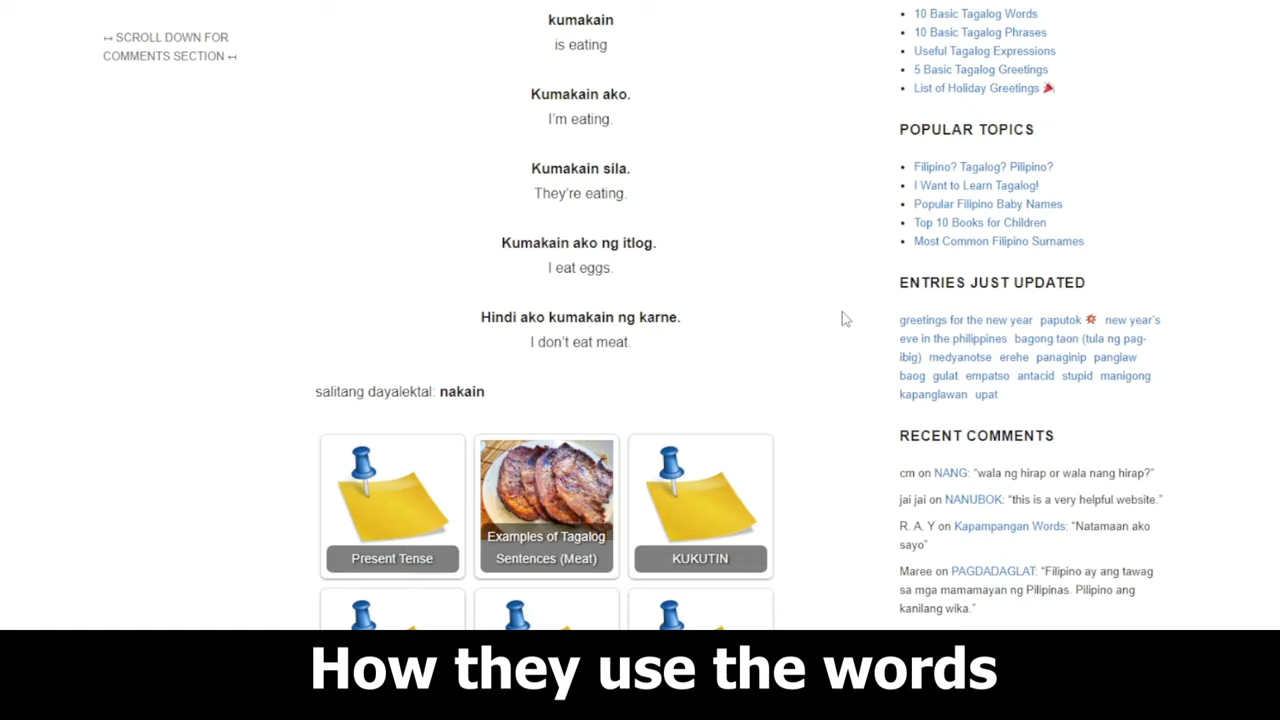 ↦ SCROLL DOWN FOR
COMMENTS SECTION ↤
kumakain
is eating
Kumakain ako.
I'm eating.
Kumakain sila.
They're eating.
Kumakain ako ng itlog.
I eat eggs.
Hindi ako kumakain ng karne.
I don't eat meat.
salitang dayalektal: nakain
Present Tense
Examples of Tagalog
Sentences (Meat)
KUKUTIN
10 Basic Tagalog Words
10 Basic Tagalog Phrases
Useful Tagalog Expressions
5 Basic Tagalog Greetings
List of Holiday Greetings 🎉
POPULAR TOPICS
Filipino? Tagalog? Pilipino?
I Want to Learn Tagalog!
Popular Filipino Baby Names
Top 10 Books for Children
Most Common Filipino Surnames
ENTRIES JUST UPDATED
greetings for the new year paputok 💥 new year's
eve in the philippines bagong taon (tula ng pag-
ibig) medyanotse erehe panaginip panglaw
baog gulat empatso antacid stupid manigong
kapanglawan upat
RECENT COMMENTS
cm on NANG: “wala ng hirap or wala nang hirap?”
jai jai on NANUBOK: “this is a very helpful website.”
R. A. Y on Kapampangan Words: “Natamaan ako
sayo”
Maree on PAGDADAGLAT: “Filipino ay ang tawag
sa mga mamamayan ng Pilipinas. Pilipino ang
kanilang wika.”
How they use the words